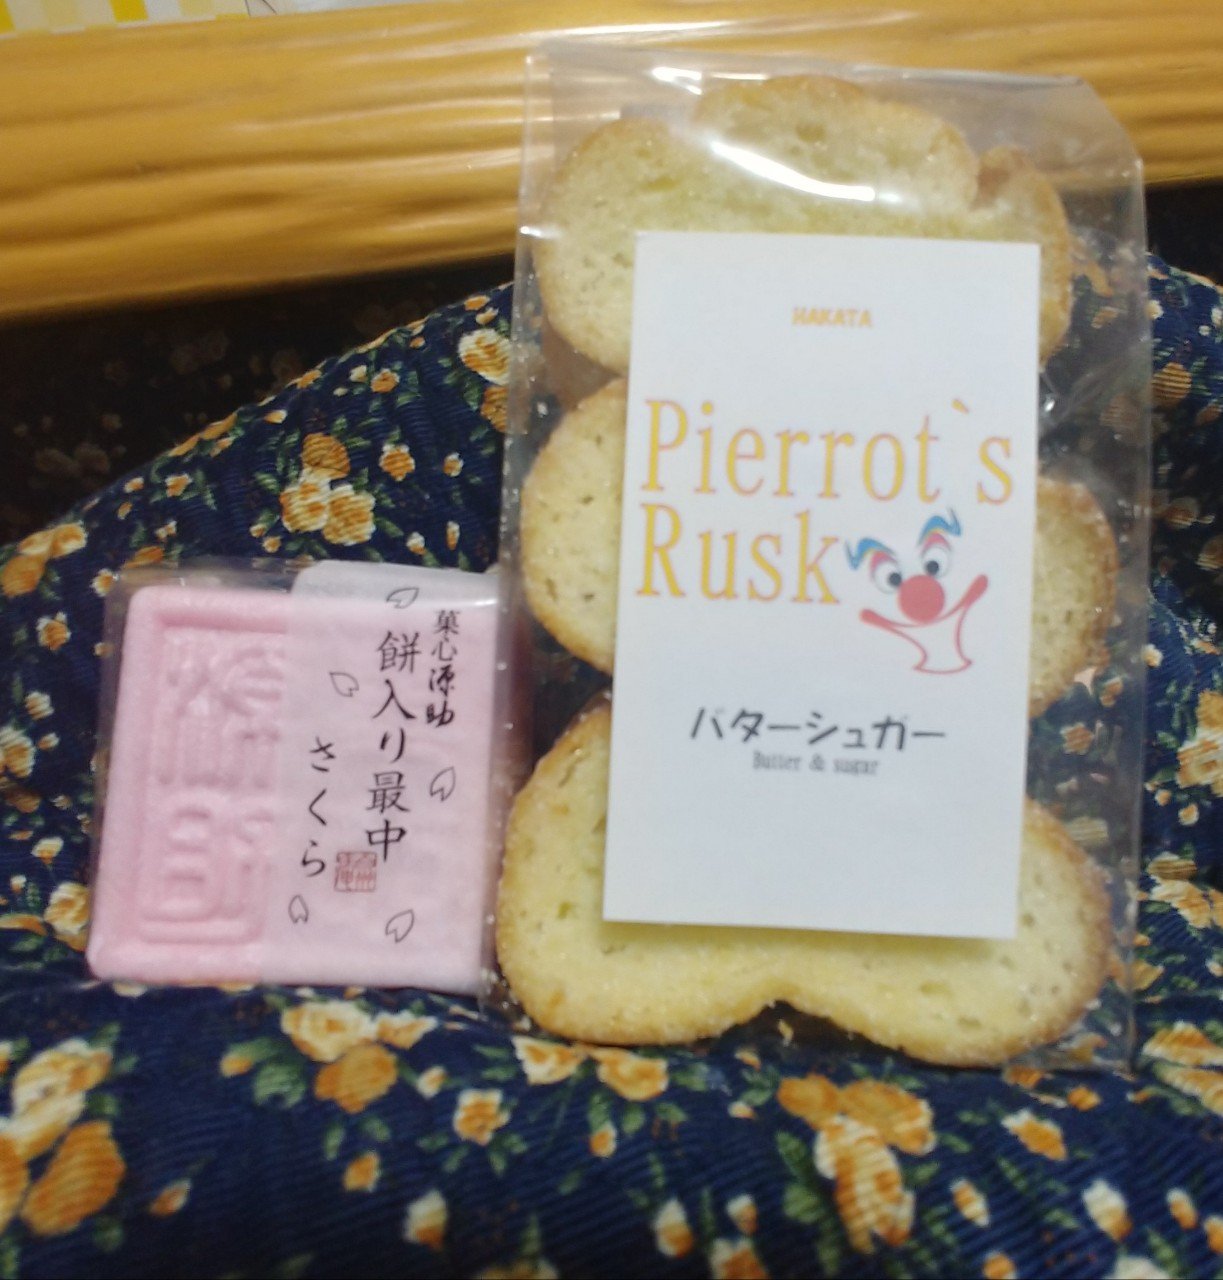 菓心源助
餅入り最中
さくら
HAKATA
Pierrot`s
Rusk
バターシュガー
Butter & sugar